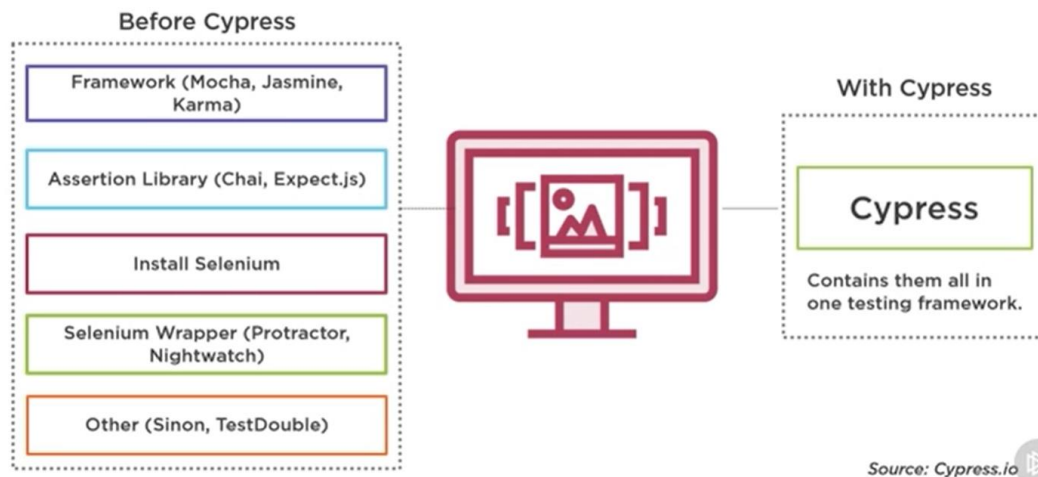 Before Cypress
Framework (Mocha, Jasmine,
Karma)
Assertion Library (Chai, Expect.js)
Install Selenium
Selenium Wrapper (Protractor,
Nightwatch)
Other (Sinon, TestDouble)
With Cypress
Cypress
Contains them all in
one testing framework.
Source: Cypress.io